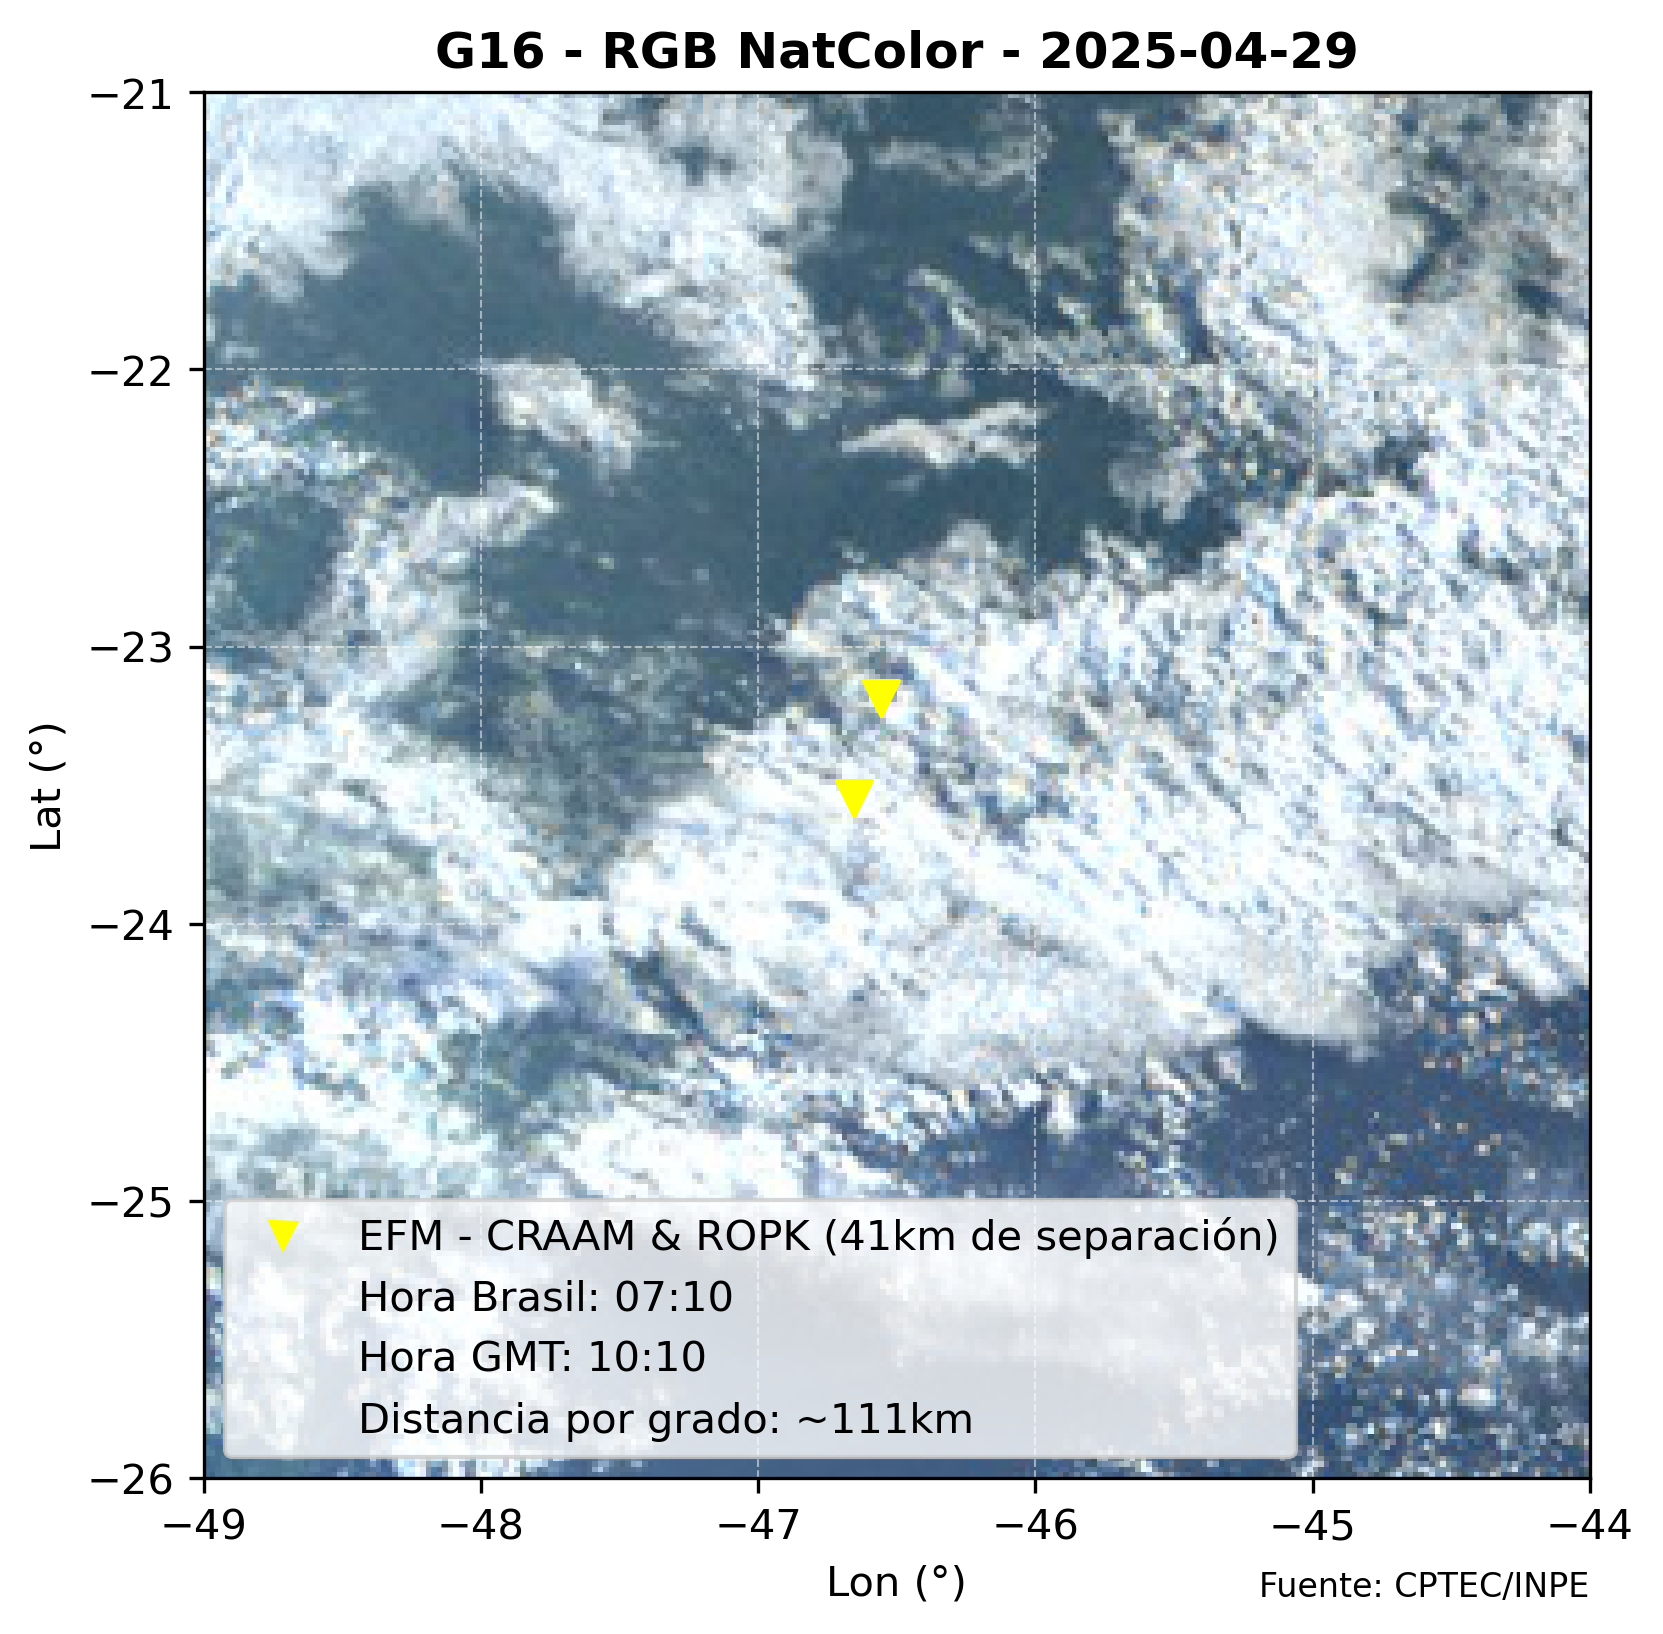 G16 - RGB NatColor - 2025-04-29
−21
−22
−23
−24
−25
−26
Lat (°)
EFM - CRAAM & ROPK (41km de separación)
Hora Brasil: 07:10
Hora GMT: 10:10
Distancia por grado: ~111km
−49 −48 −47 −46 −45 −44
Lon (°)
Fuente: CPTEC/INPE